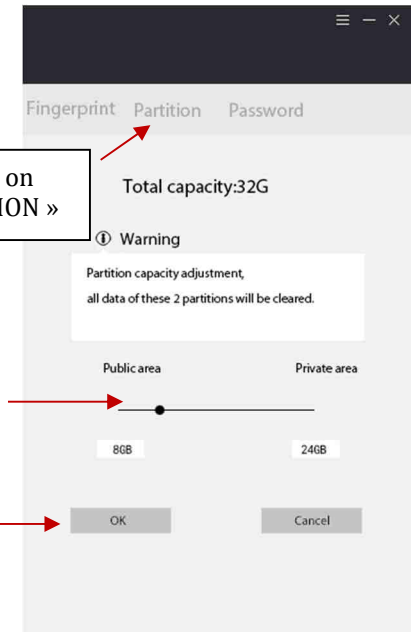 Fingerprint Partition Password
on
ION »
Total capacity:32G
Warning
Partition capacity adjustment,
all data of these 2 partitions will be cleared.
Public area Private area
8GB 24GB
OK Cancel